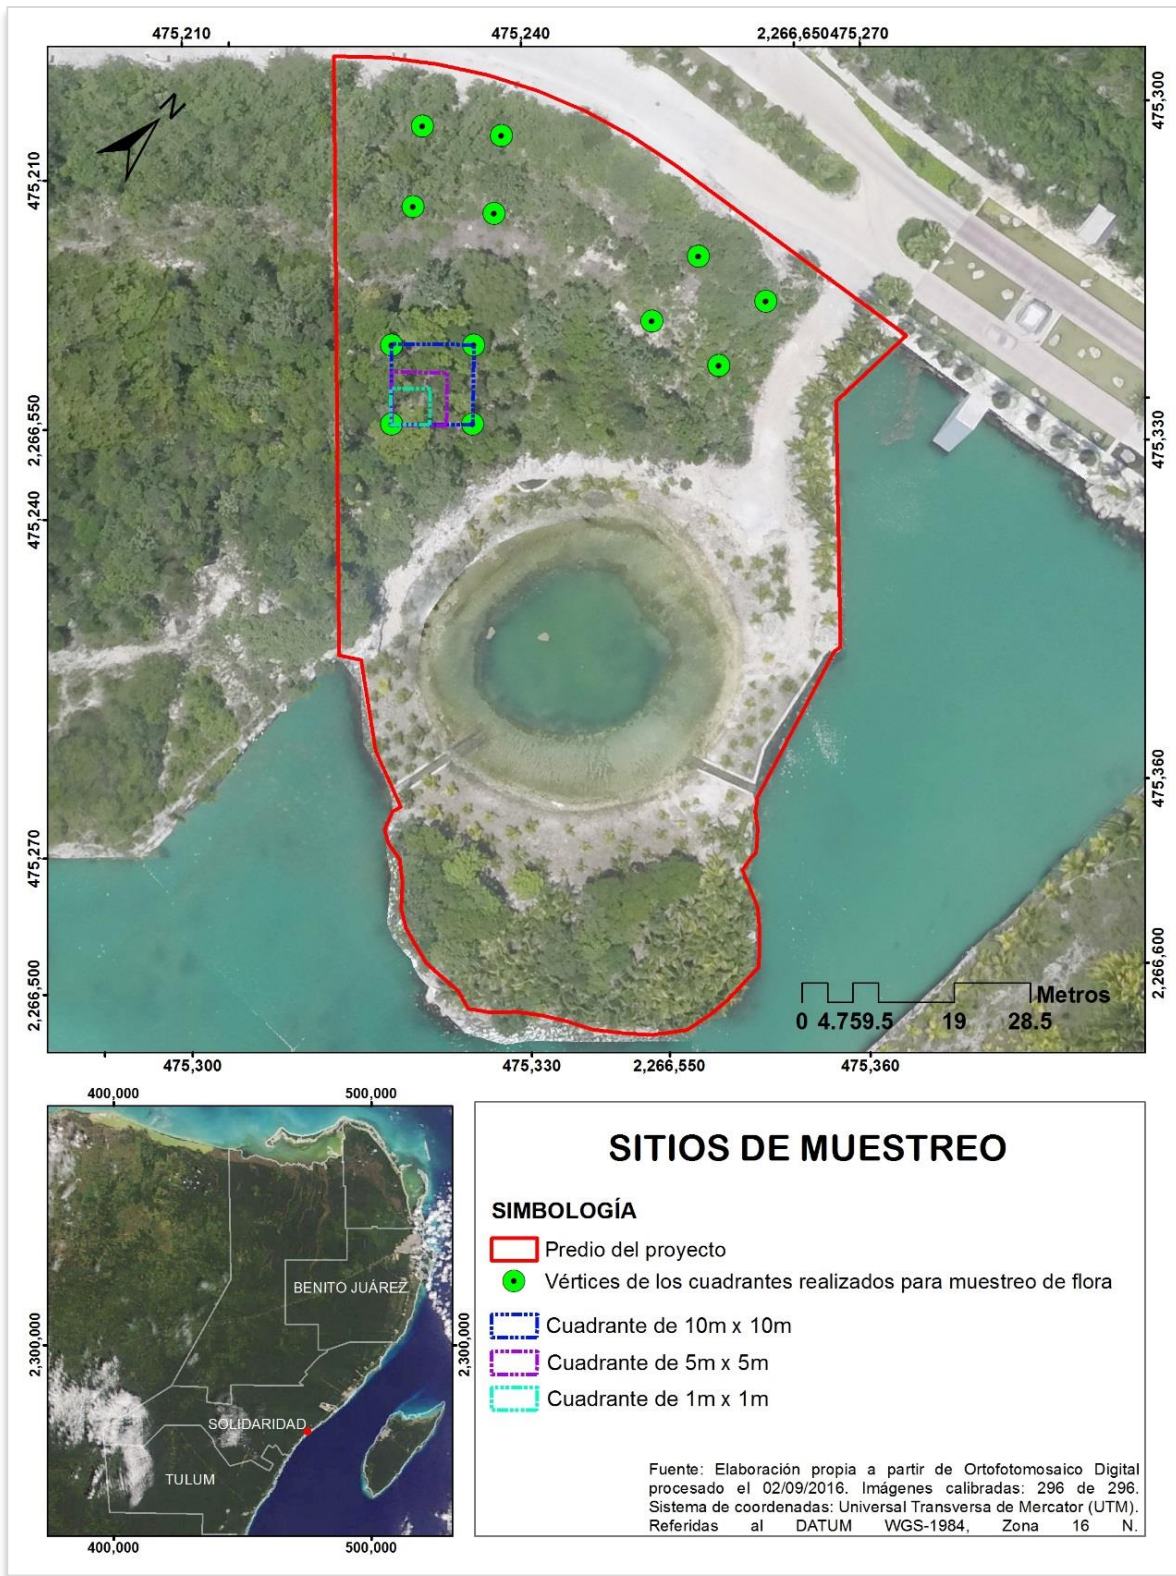 475,210
475,240
2,266,650
475,270
N
475,300
475,210
2,266,550
475,330
475,240
475,360
475,270
2,266,600
2,266,500
Metros
0 4.75 9.5 19 28.5
475,300
475,330
2,266,550
475,360
400,000
500,000
SITIOS DE MUESTREO
SIMBOLOGÍA
Predio del proyecto
Vértices de los cuadrantes realizados para muestreo de flora
BENITO JUÁREZ
2,300,000
2,300,000
Cuadrante de 10m x 10m
Cuadrante de 5m x 5m
Cuadrante de 1m x 1m
SOLIDARIDAD
TULUM
Fuente: Elaboración propia a partir de Ortofotomosaico Digital
procesado el 02/09/2016. Imágenes calibradas: 296 de 296.
Sistema de coordenadas: Universal Transversa de Mercator (UTM).
Referidas al DATUM WGS-1984, Zona 16 N.
400,000
500,000